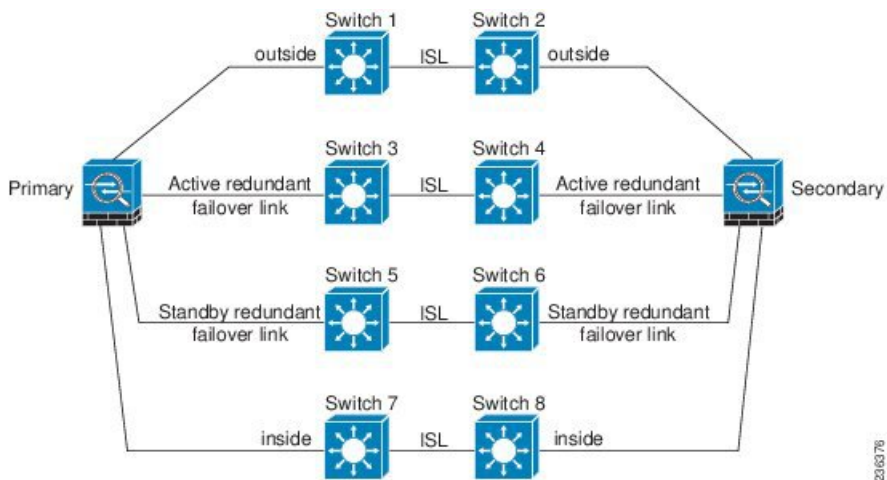 Switch 1 Switch 2
outside ISL outside
Switch 3 Switch 4
Primary Active redundant failover link ISL Active redundant failover link Secondary
Switch 5 Switch 6
Standby redundant failover link ISL Standby redundant failover link
Switch 7 Switch 8
inside ISL inside
236376